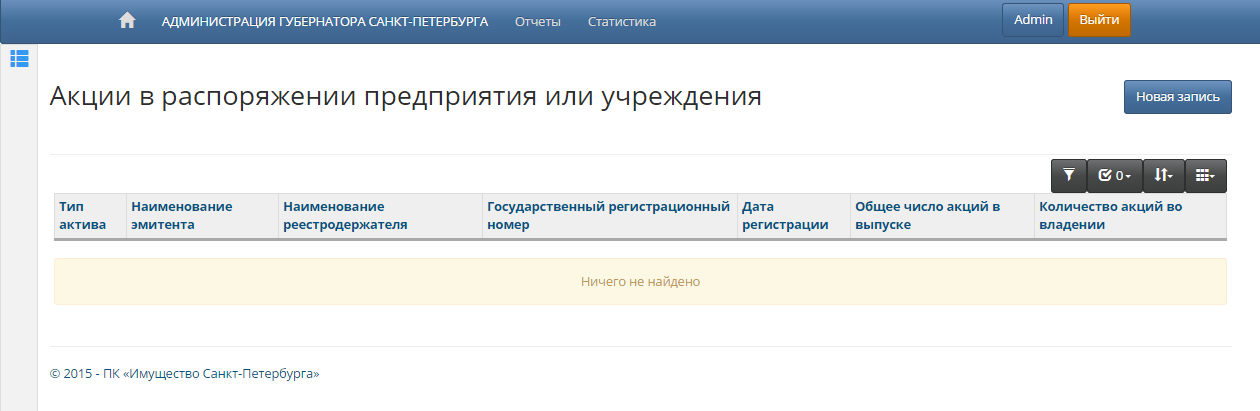 АДМИНИСТРАЦИЯ ГУБЕРНАТОРА САНКТ-ПЕТЕРБУРГА Отчеты Статистика Admin Выйти
Акции в распоряжении предприятия или учреждения Новая запись
0
Тип Наименование Наименование Государственный регистрационный Дата Общее число акций в Количество акций во
актива эмитента реестродержателя номер регистрации выпуске владении
Ничего не найдено
© 2015 - ПК «Имущество Санкт-Петербурга»